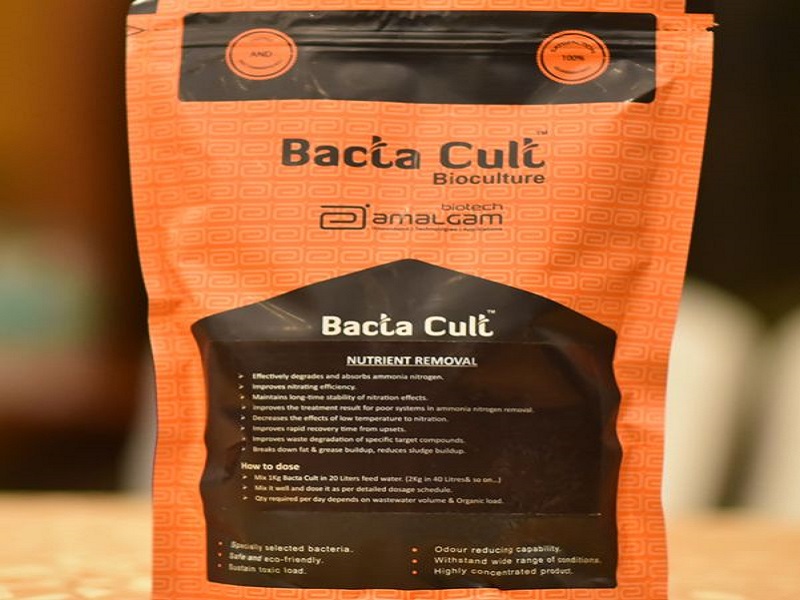 AND
100%
Bacta Cult™
Bioculture
biotech
amalgam
Bacta Cult™
NUTRIENT REMOVAL
➢ Effectively degrades and absorbs ammonia nitrogen.
➢ Improves nitrating efficiency.
➢ Maintains long-time stability of nitration effects.
➢ Improves the treatment result for poor systems in ammonia nitrogen removal.
➢ Decreases the effects of low temperature to nitration.
➢ Improves rapid recovery time from upsets.
➢ Improves waste degradation of specific target compounds.
➢ Breaks down fat & grease buildup, reduces sludge buildup.
How to dose
➢ Mix 1Kg Bacta Cult in 20 Liters feed water. (2Kg in 40 Litres& so on...)
➢ Mix it well and dose it as per detailed dosage schedule.
➢ Qty required per day depends on wastewater volume & Organic load.
• Specially selected bacteria.
• Safe and eco-friendly.
• Sustain toxic load.
• Odour reducing capability.
• Withstand wide range of conditions.
• Highly concentrated product.